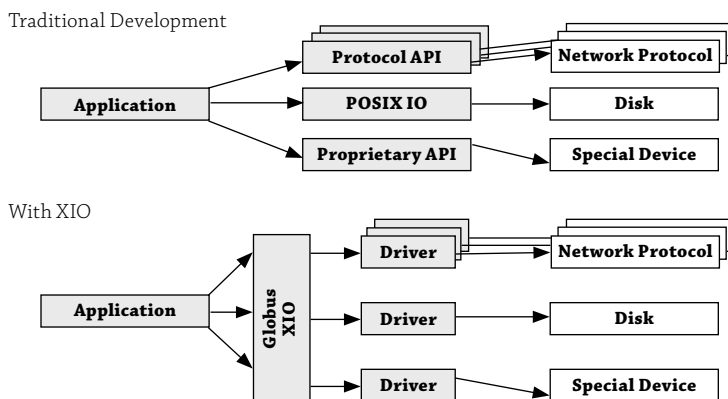 Traditional Development
Protocol API
Network Protocol
Application
POSIX IO
Disk
Proprietary API
Special Device
With XIO
Driver
Network Protocol
Application
Globus
XIO
Driver
Disk
Driver
Special Device